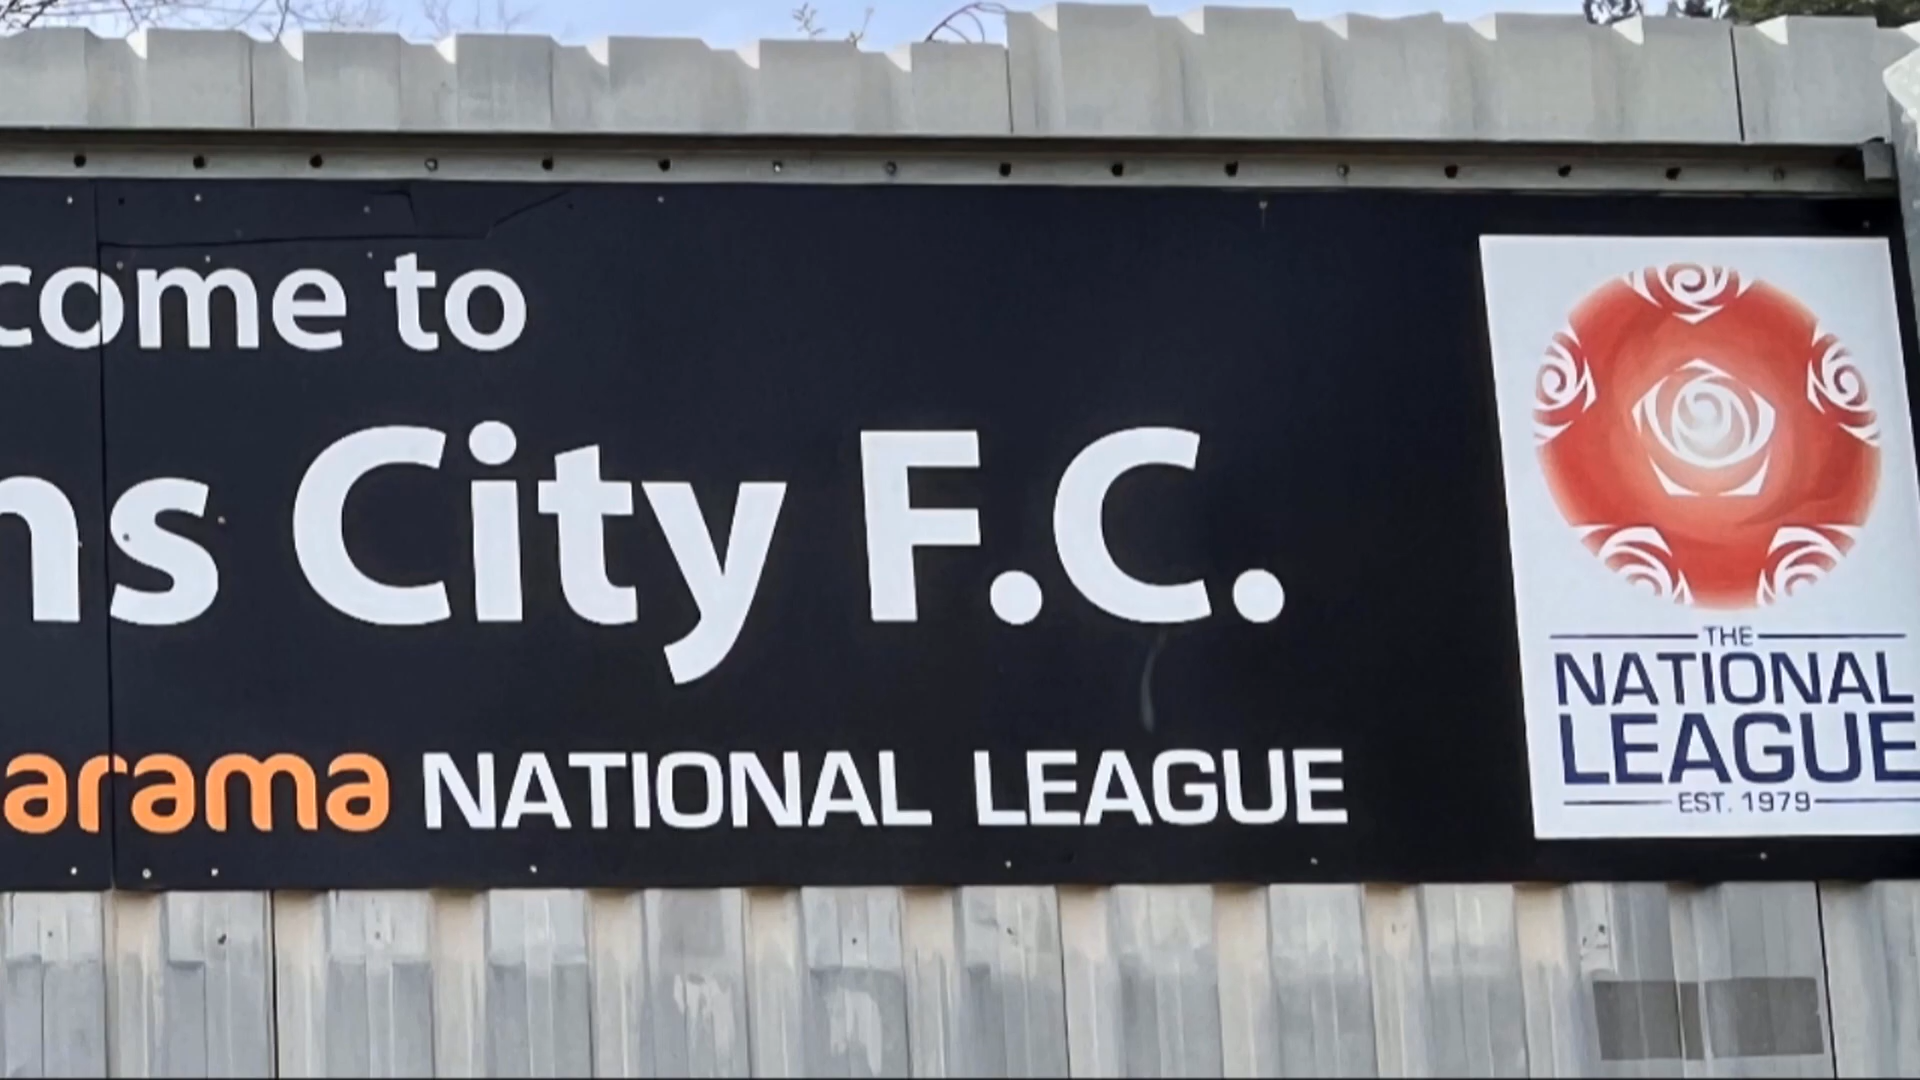 come to
ns City F.C.
arama NATIONAL LEAGUE
THE
NATIONAL
LEAGUE
EST. 1979